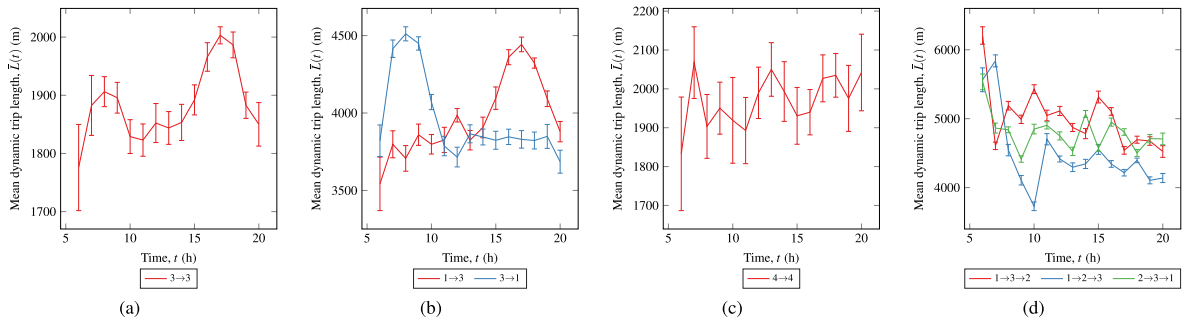 Mean dynamic trip length, L̄(t) (m)
2000
1900
1800
1700
5 10 15 20
Time, t (h)
3→3
(a)
Mean dynamic trip length, L̄(t) (m)
4500
4000
3500
5 10 15 20
Time, t (h)
1→3 3→1
(b)
Mean dynamic trip length, L̄(t) (m)
2200
2100
2000
1900
1800
1700
5 10 15 20
Time, t (h)
4→4
(c)
Mean dynamic trip length, L̄(t) (m)
6000
5000
4000
5 10 15 20
Time, t (h)
1→3→2 1→2→3 2→3→1
(d)